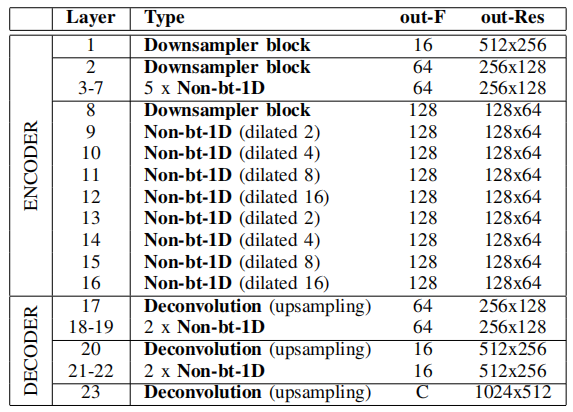 Layer Type out-F out-Res
ENCODER
1 Downsampler block 16 512x256
2 Downsampler block 64 256x128
3-7 5 x Non-bt-1D 64 256x128
8 Downsampler block 128 128x64
9 Non-bt-1D (dilated 2) 128 128x64
10 Non-bt-1D (dilated 4) 128 128x64
11 Non-bt-1D (dilated 8) 128 128x64
12 Non-bt-1D (dilated 16) 128 128x64
13 Non-bt-1D (dilated 2) 128 128x64
14 Non-bt-1D (dilated 4) 128 128x64
15 Non-bt-1D (dilated 8) 128 128x64
16 Non-bt-1D (dilated 16) 128 128x64
DECODER
17 Deconvolution (upsampling) 64 256x128
18-19 2 x Non-bt-1D 64 256x128
20 Deconvolution (upsampling) 16 512x256
21-22 2 x Non-bt-1D 16 512x256
23 Deconvolution (upsampling) C 1024x512